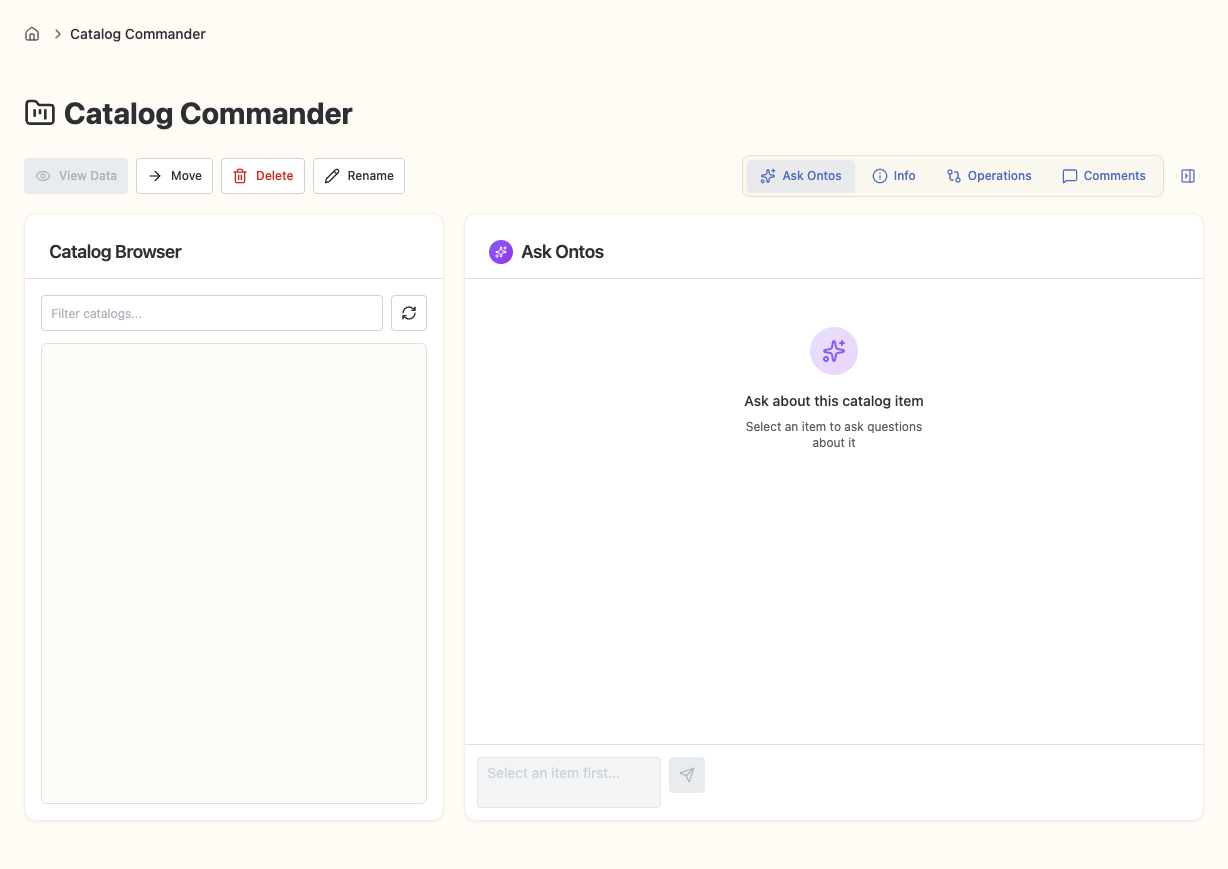 Catalog Commander
Catalog Commander
View Data
Move
Delete
Rename
Ask Ontos
Info
Operations
Comments
Catalog Browser
Filter catalogs...
Ask Ontos
Ask about this catalog item
Select an item to ask questions
about it
Select an item first...